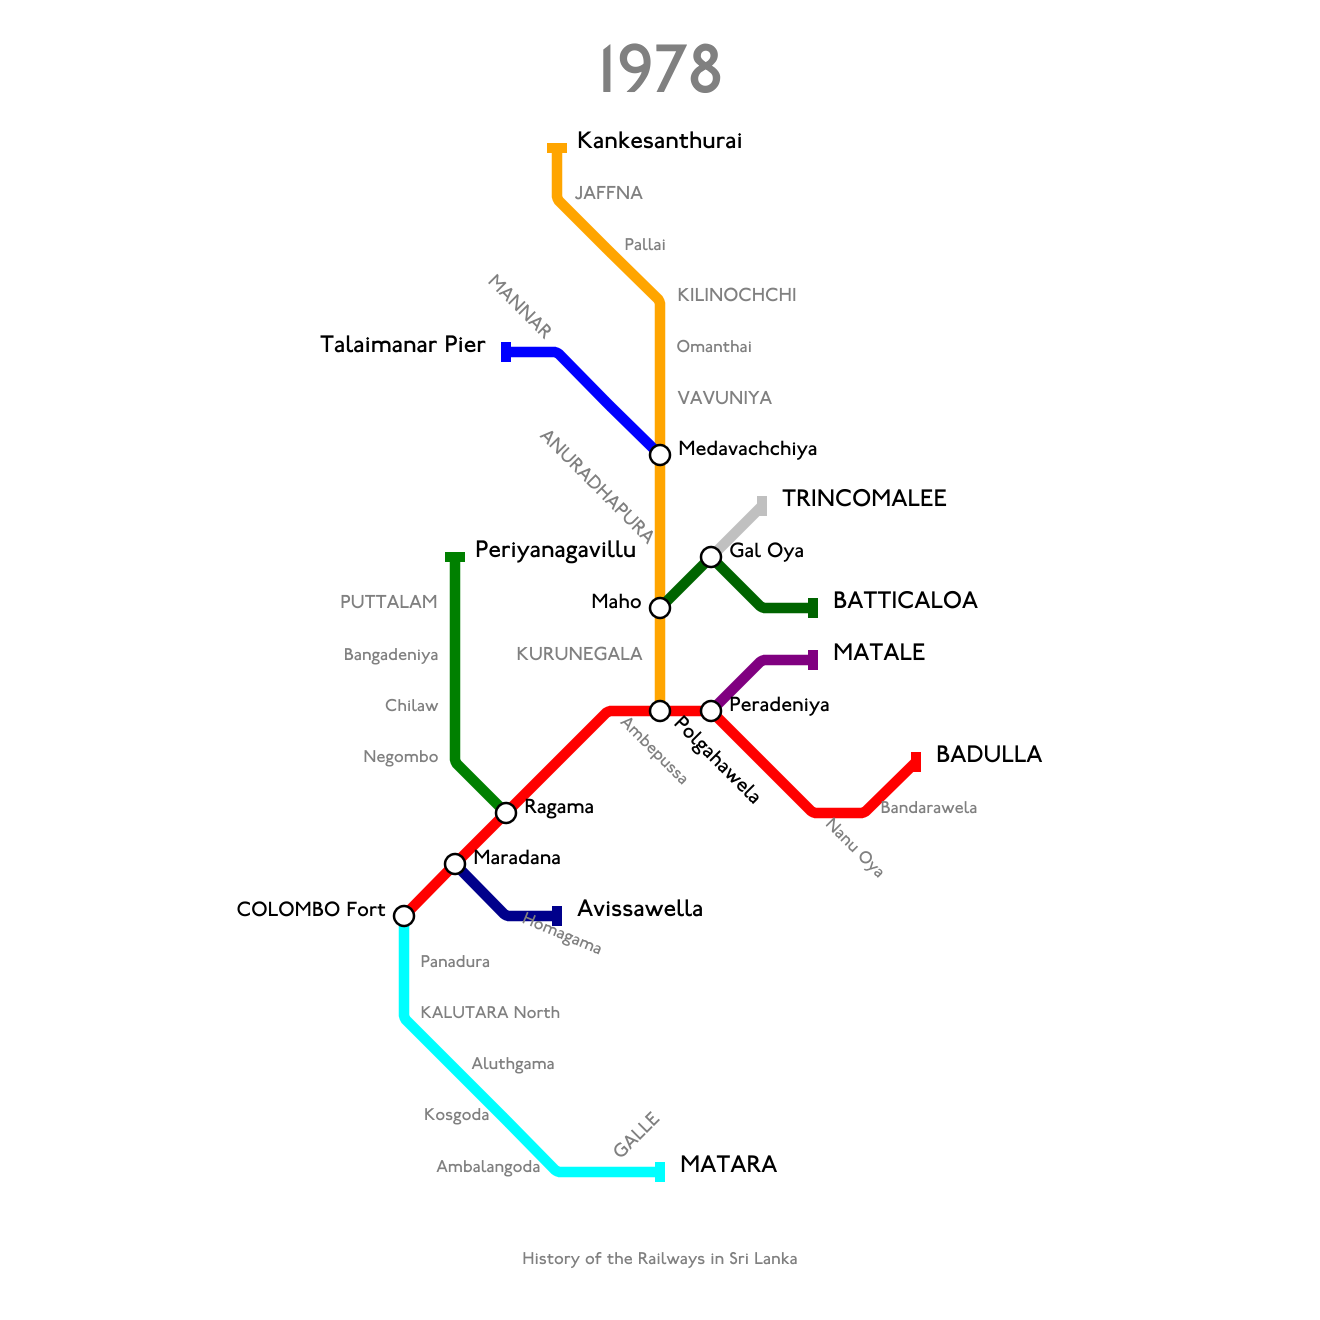 1978
Kankesanthurai
JAFFNA
Pallai
MANNAR
KILINOCHCHI
Talaimanar Pier
Omanthai
VAVUNIYA
ANURADHAPURA
Medavachchiya
TRINCOMALEE
Periyanagavillu
Gal Oya
PUTTALAM
Maho
BATTICALOA
Bangadeniya
KURUNEGALA
MATALE
Chilaw
Peradeniya
Ambepussa
Polgahawela
Negombo
BADULLA
Ragama
Bandarawela
Nanu Oya
Maradana
COLOMBO Fort
Avissawella
Homagama
Panadura
KALUTARA North
Aluthgama
Kosgoda
GALLE
Ambalangoda
MATARA
History of the Railways in Sri Lanka